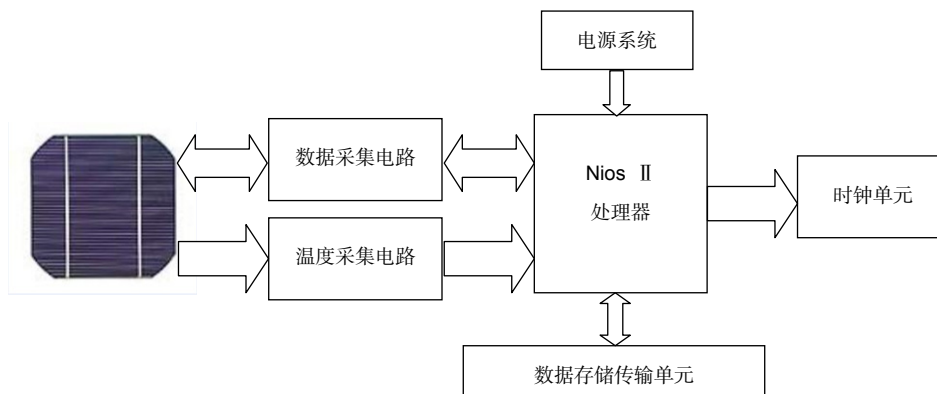 电源系统
数据采集电路
Nios Ⅱ
处理器
时钟单元
温度采集电路
数据存储传输单元